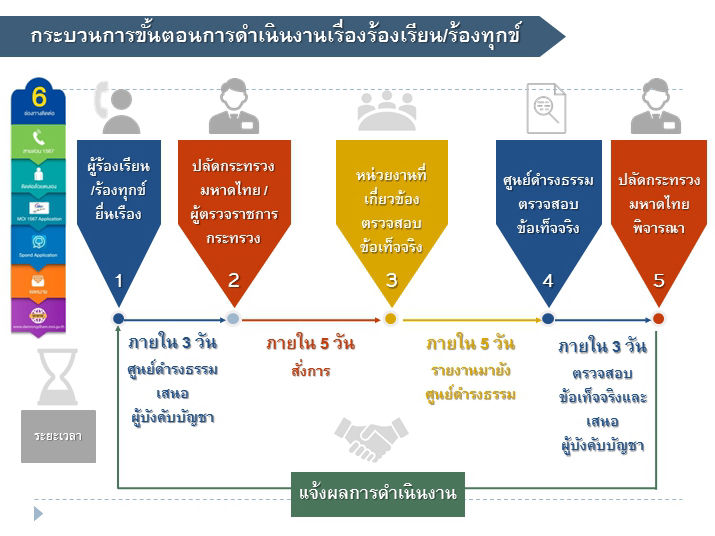 กระบวนการขั้นตอนการดำเนินงานเรื่องร้องเรียน/ร้องทุกข์
6
ช่องทางติดต่อ
สายด่วน 1567
ติดต่อด้วยตนเอง
MOI 1567 Application
Spond Application
จดหมาย
www.damrongdham.moi.go.th
ผู้ร้องเรียน
/ร้องทุกข์
ยื่นเรื่อง
1
ปลัดกระทรวง
มหาดไทย /
ผู้ตรวจราชการ
กระทรวง
2
หน่วยงานที่
เกี่ยวข้อง
ตรวจสอบ
ข้อเท็จจริง
3
ศูนย์ดำรงธรรม
ตรวจสอบ
ข้อเท็จจริง
4
ปลัดกระทรวง
มหาดไทย
พิจารณา
5
ระยะเวลา
ภายใน 3 วัน
ศูนย์ดำรงธรรม
เสนอ
ผู้บังคับบัญชา
ภายใน 5 วัน
สั่งการ
ภายใน 5 วัน
รายงานมายัง
ศูนย์ดำรงธรรม
ภายใน 3 วัน
ตรวจสอบ
ข้อเท็จจริงและ
เสนอ
ผู้บังคับบัญชา
แจ้งผลการดำเนินงาน